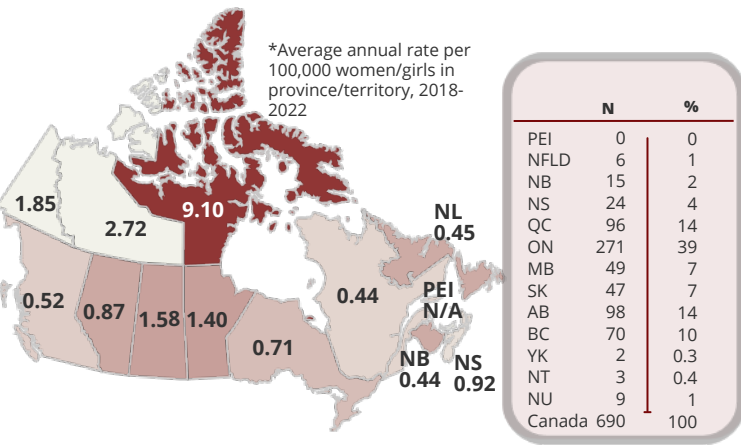 *Average annual rate per
100,000 women/girls in
province/territory, 2018-
2022
1.85
2.72
9.10
NL
0.45
0.52
0.87
1.58
1.40
0.71
0.44
PEI
N/A
NB
0.44
NS
0.92
N %
PEI 0 0
NFLD 6 1
NB 15 2
NS 24 4
QC 96 14
ON 271 39
MB 49 7
SK 47 7
AB 98 14
BC 70 10
YK 2 0.3
NT 3 0.4
NU 9 1
Canada 690 100